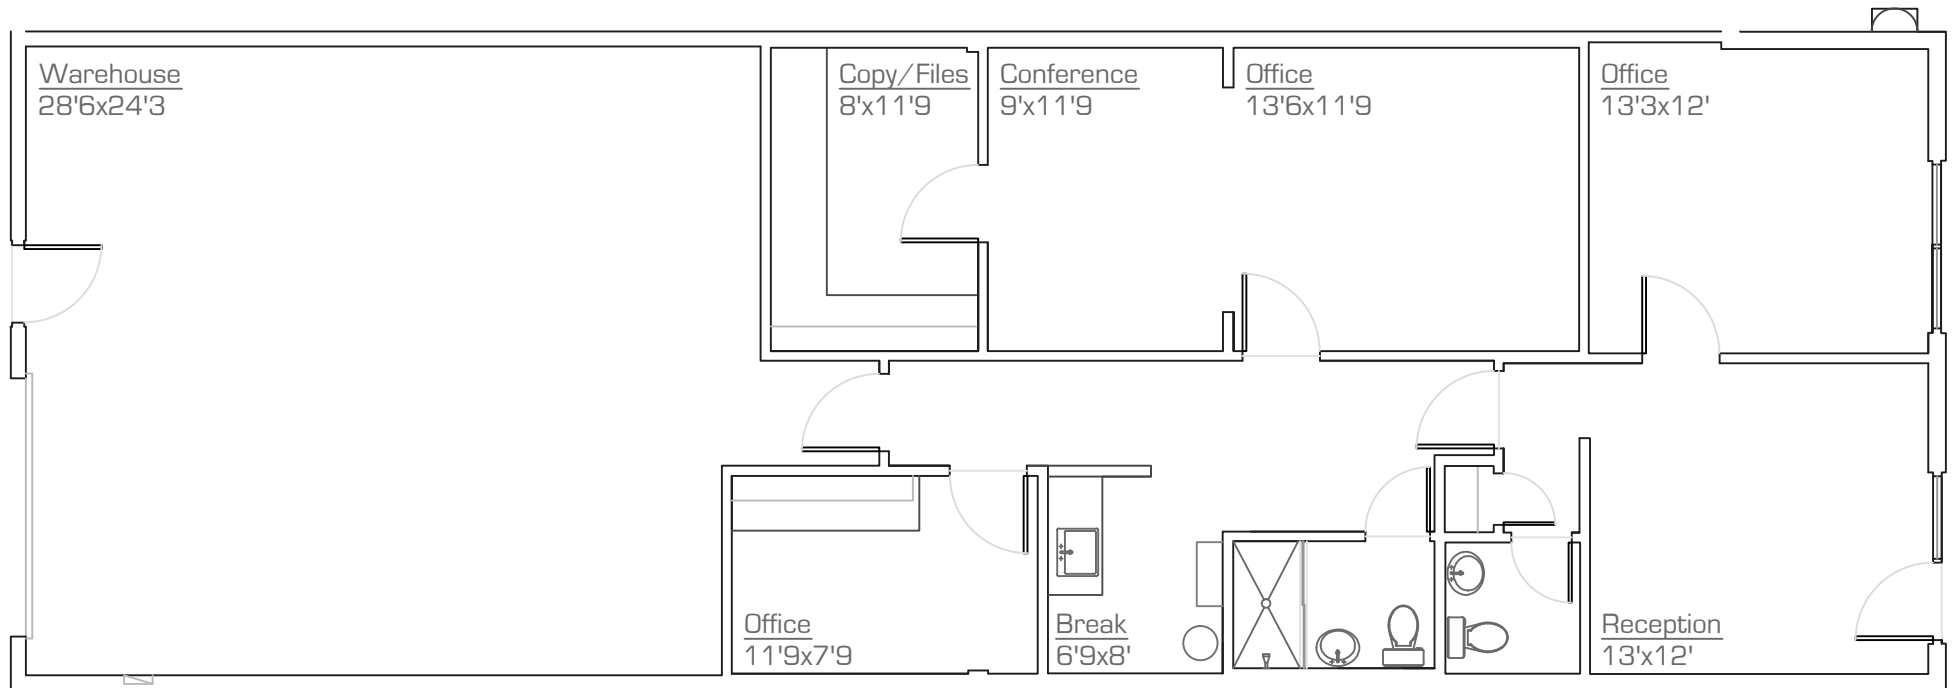 Warehouse
28'6x24'3
Copy/Files
8'x11'9
Conference
9'x11'9
Office
13'6x11'9
Office
13'3x12'
Office
11'9x7'9
Break
6'9x8'
Reception
13'x12'